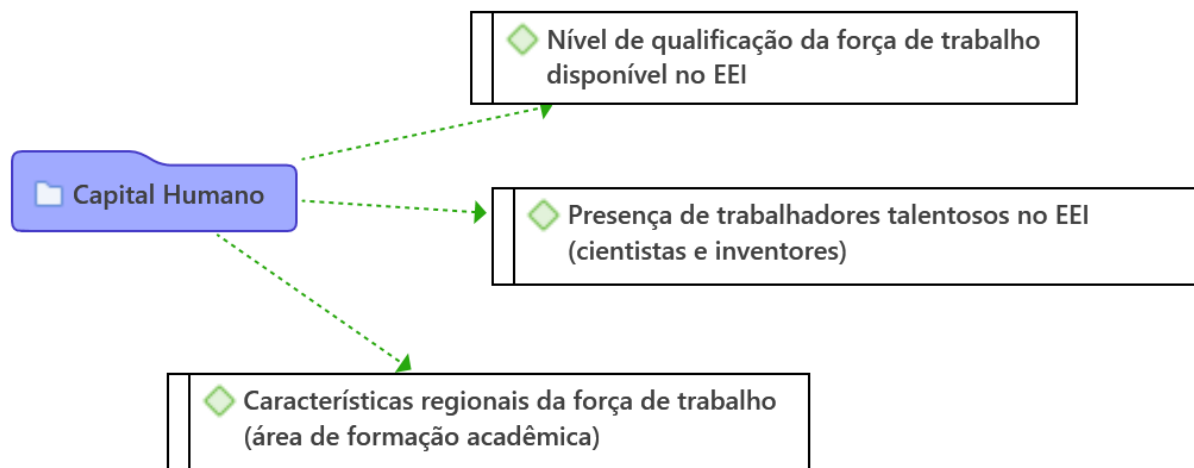 Nível de qualificação da força de trabalho
disponível no EEI
Capital Humano
Presença de trabalhadores talentosos no EEI
(cientistas e inventores)
Características regionais da força de trabalho
(área de formação acadêmica)